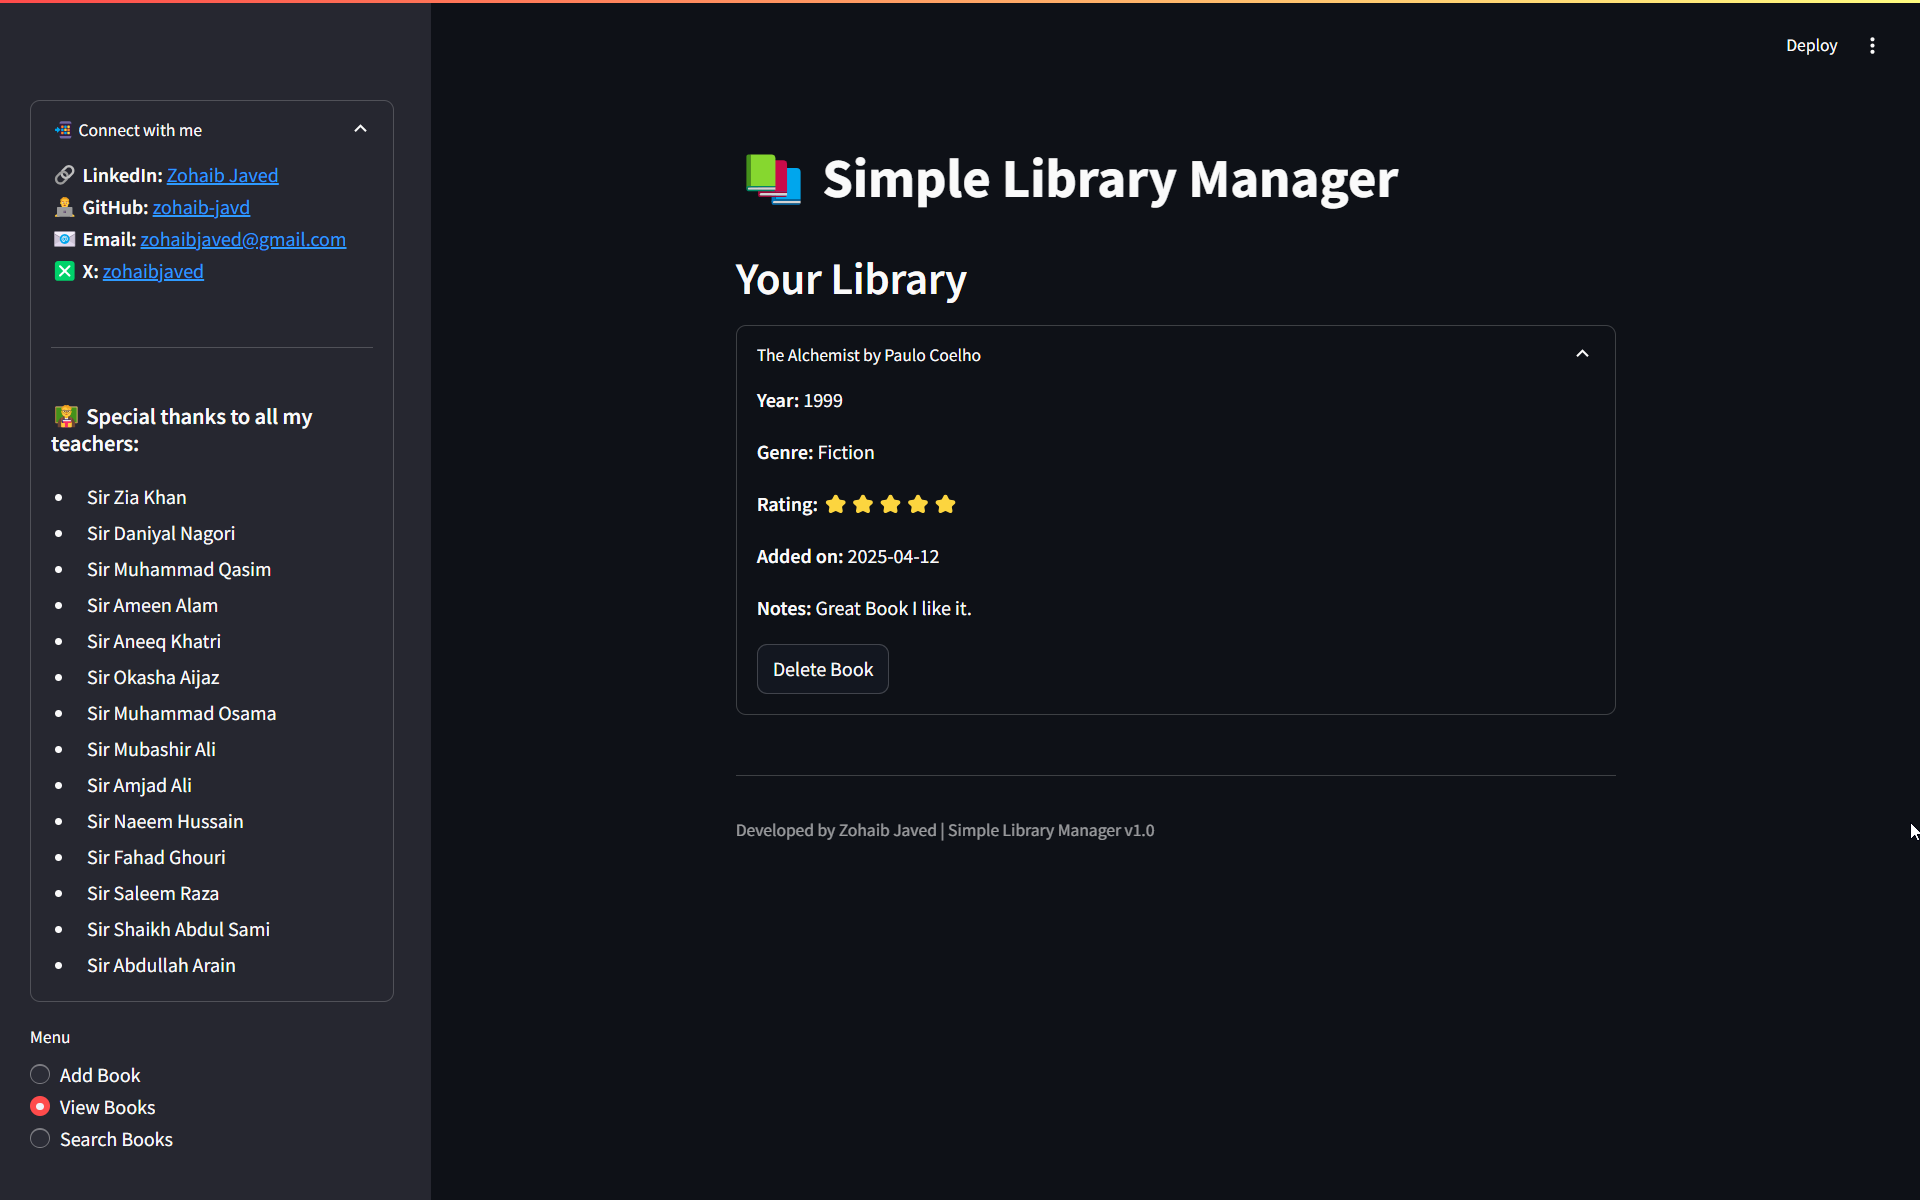 Deploy
Connect with me
LinkedIn: Zohaib Javed
GitHub: zohaib-javd
Email: zohaibjaved@gmail.com
X: zohaibjaved
Special thanks to all my
teachers:
Sir Zia Khan
Sir Daniyal Nagori
Sir Muhammad Qasim
Sir Ameen Alam
Sir Aneeq Khatri
Sir Okasha Aijaz
Sir Muhammad Osama
Sir Mubashir Ali
Sir Amjad Ali
Sir Naeem Hussain
Sir Fahad Ghouri
Sir Saleem Raza
Sir Shaikh Abdul Sami
Sir Abdullah Arain
Menu
Add Book
View Books
Search Books
Simple Library Manager
Your Library
The Alchemist by Paulo Coelho
Year: 1999
Genre: Fiction
Rating: ⭐⭐⭐⭐⭐
Added on: 2025-04-12
Notes: Great Book I like it.
Delete Book
Developed by Zohaib Javed | Simple Library Manager v1.0